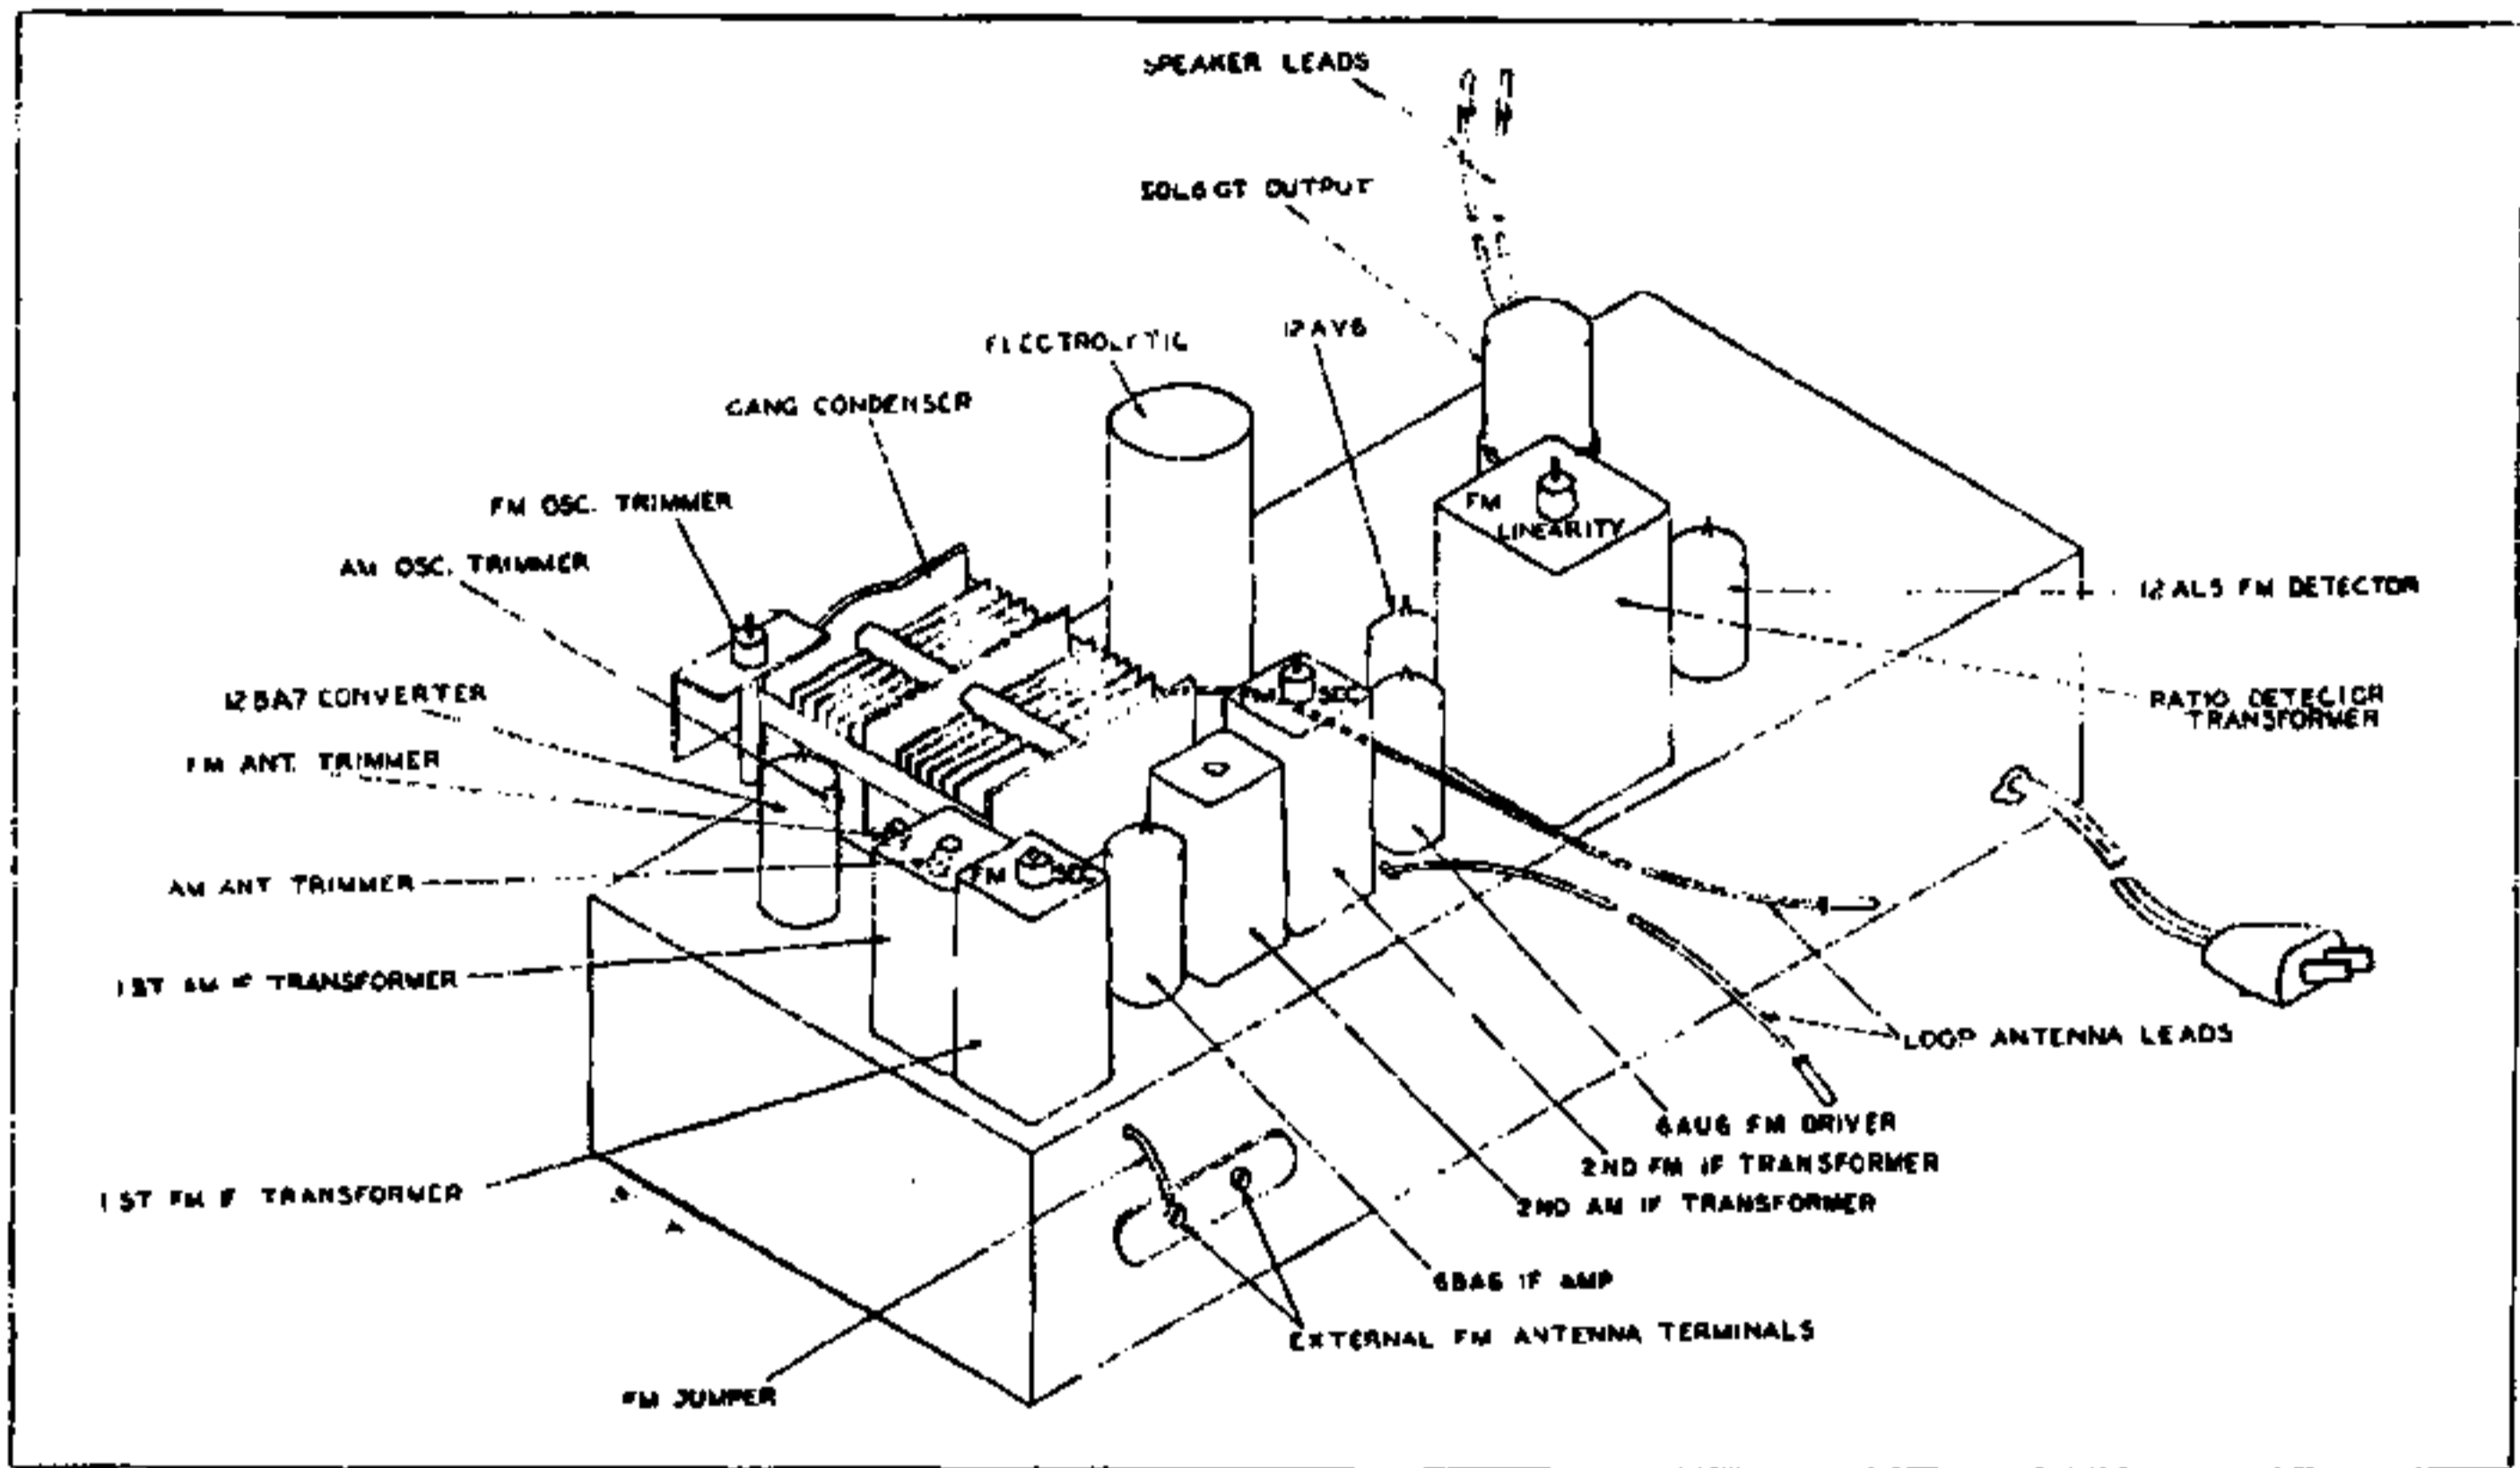 SPEAKER LEADS
50L6GT OUTPUT
12AV6
ELECTROLYTIC
GANG CONDENSER
FM OSC. TRIMMER
AM OSC. TRIMMER
12BA7 CONVERTER
FM ANT. TRIMMER
AM ANT TRIMMER
1ST AM IF TRANSFORMER
1ST FM IF TRANSFORMER
FM JUMPER
FM
LINEARITY
FM SEC
FM SEC
12AL5 FM DETECTOR
RATIO DETECTOR
TRANSFORMER
LOOP ANTENNA LEADS
6AU6 FM DRIVER
2ND FM IF TRANSFORMER
2ND AM IF TRANSFORMER
6BA6 IF AMP
EXTERNAL FM ANTENNA TERMINALS